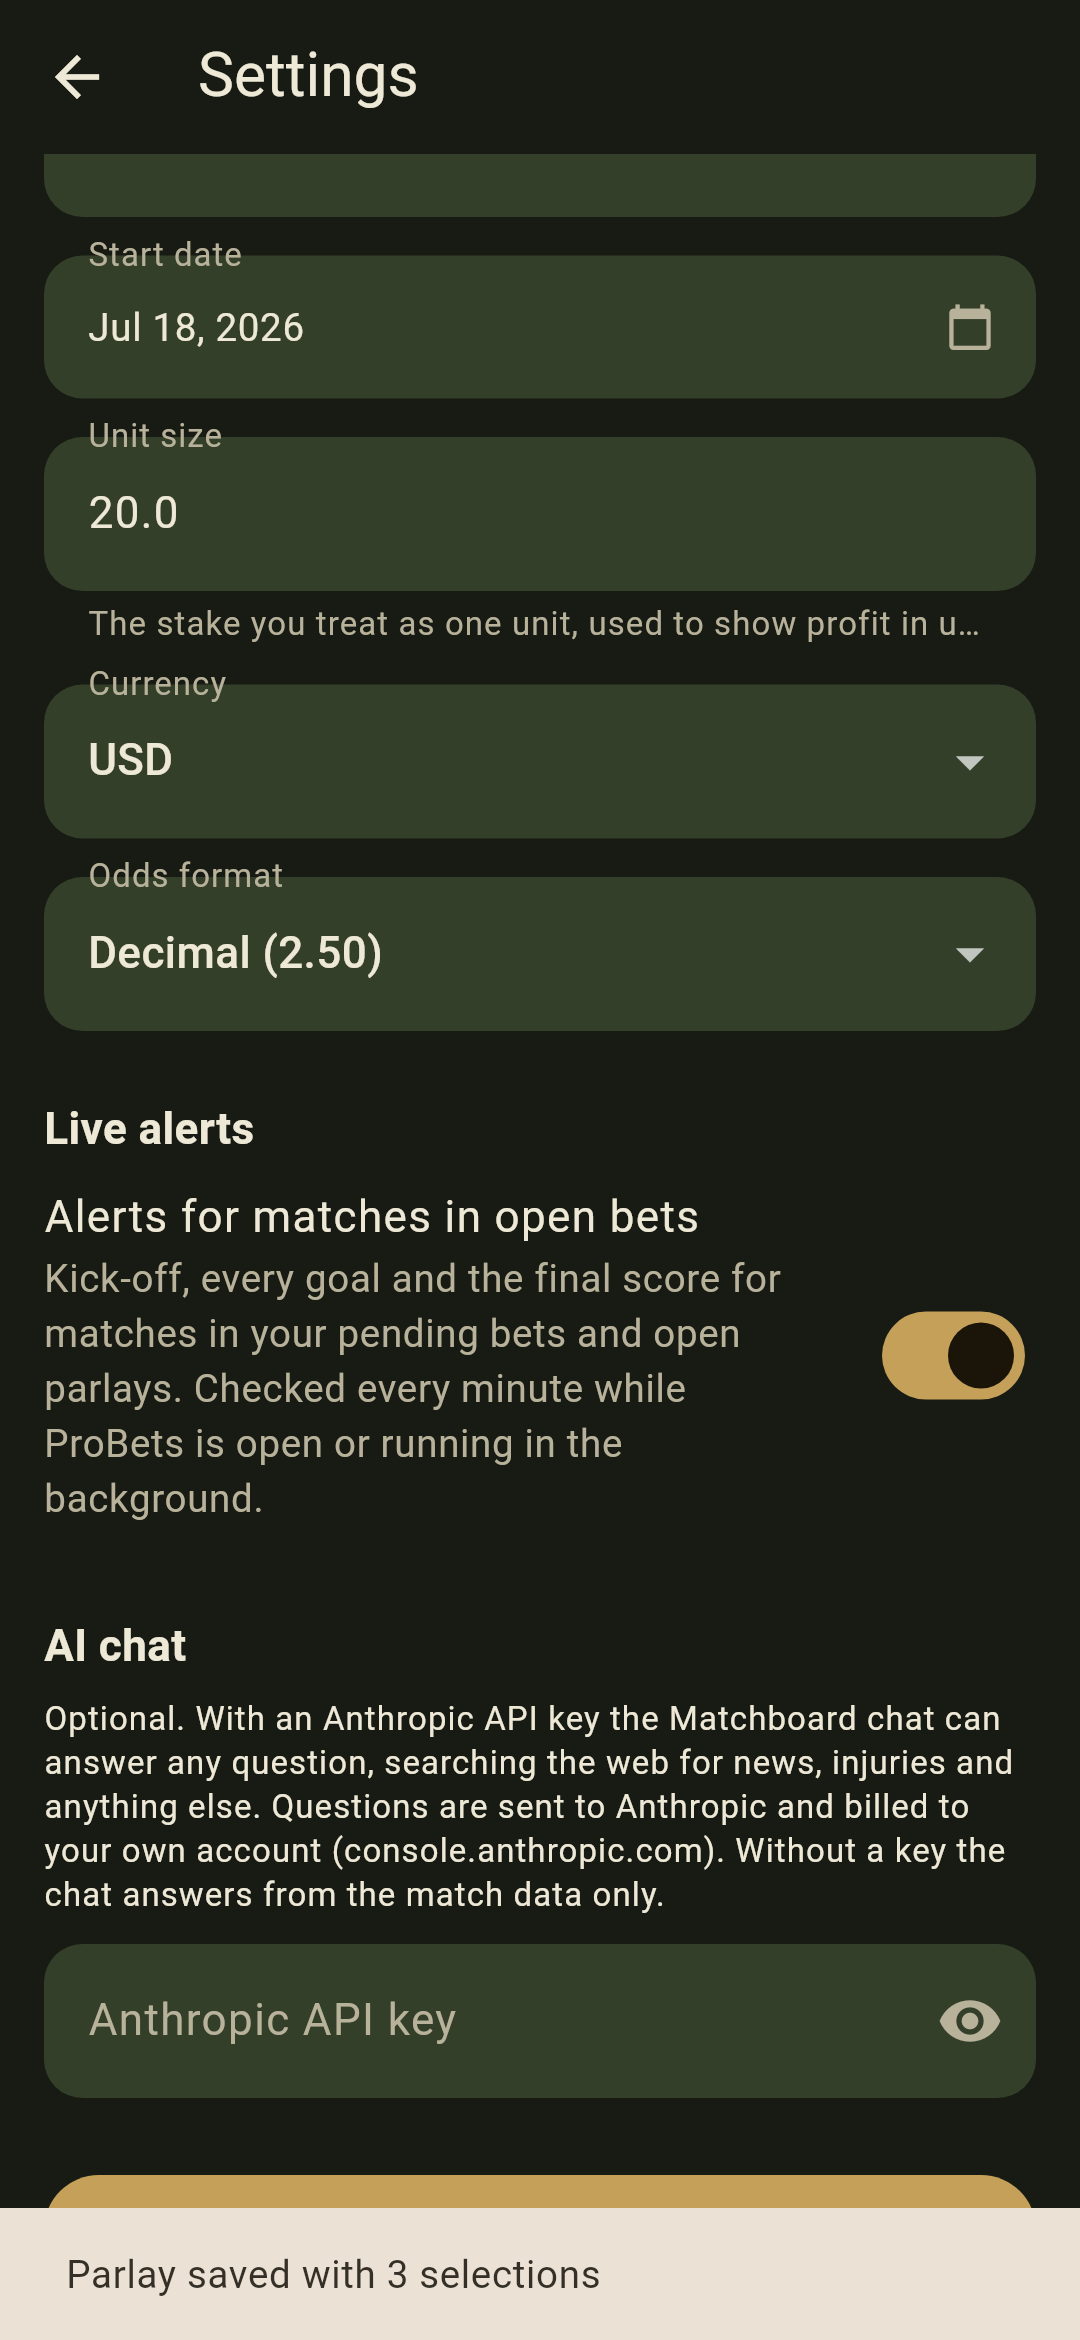 Settings
Start date
Jul 18, 2026
Unit size
20.0
The stake you treat as one unit, used to show profit in u…
Currency
USD
Odds format
Decimal (2.50)
Live alerts
Alerts for matches in open bets
Kick-off, every goal and the final score for
matches in your pending bets and open
parlays. Checked every minute while
ProBets is open or running in the
background.
AI chat
Optional. With an Anthropic API key the Matchboard chat can
answer any question, searching the web for news, injuries and
anything else. Questions are sent to Anthropic and billed to
your own account (console.anthropic.com). Without a key the
chat answers from the match data only.
Anthropic API key
Parlay saved with 3 selections